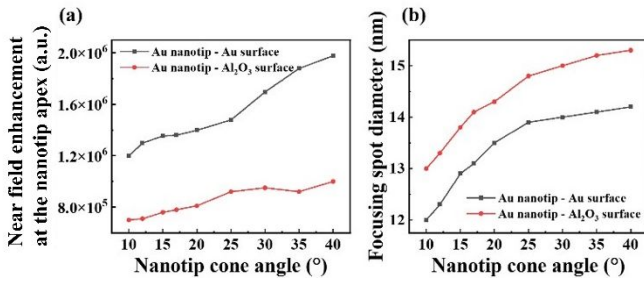 (a)
Au nanotip - Au surface
Au nanotip - Al₂O₃ surface
Near field enhancement
at the nanotip apex (a.u.)
2.0×10⁶
1.6×10⁶
1.2×10⁶
8.0×10⁵
10 15 20 25 30 35 40
Nanotip cone angle (°)
(b)
Focusing spot diameter (nm)
15
14
13
12
Au nanotip - Au surface
Au nanotip - Al₂O₃ surface
10 15 20 25 30 35 40
Nanotip cone angle (°)